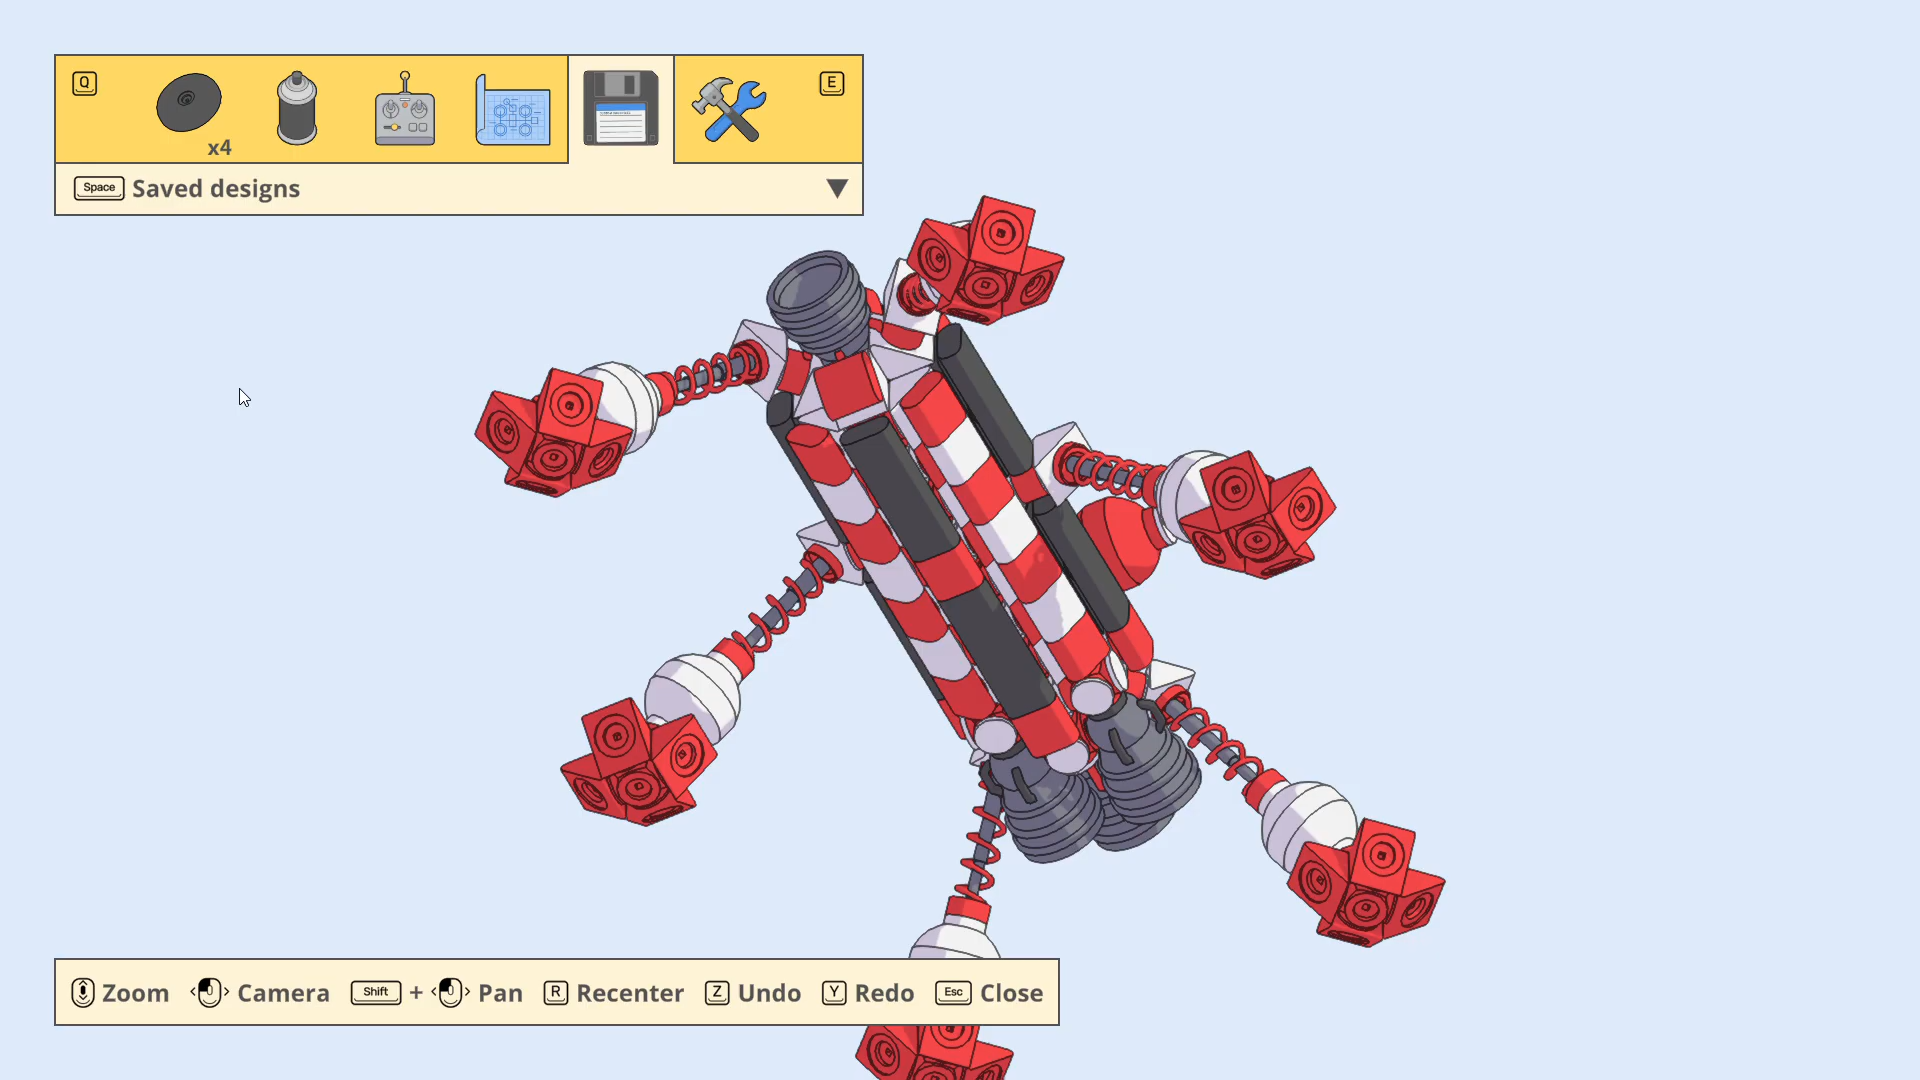 Q
E
x4
Space Saved designs
Zoom Camera Shift + Pan R Recenter Z Undo Y Redo Esc Close